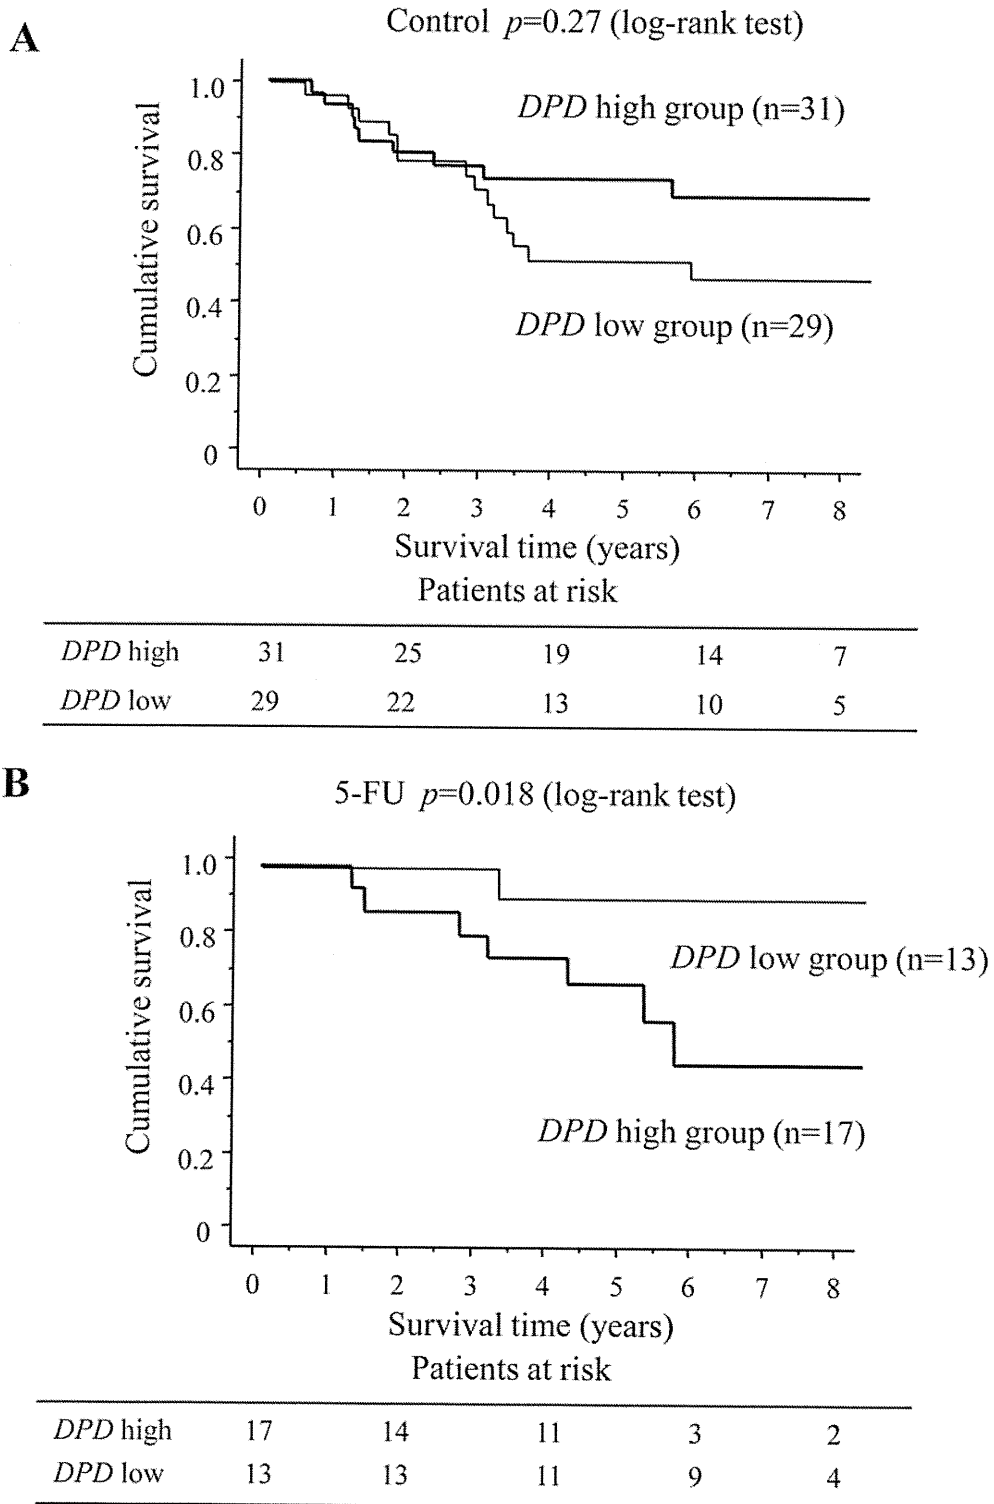 A
Control p=0.27 (log-rank test)
Cumulative survival
1.0
0.8
0.6
0.4
0.2
0
DPD high group (n=31)
DPD low group (n=29)
0 1 2 3 4 5 6 7 8
Survival time (years)
Patients at risk
DPD high 31 25 19 14 7
DPD low 29 22 13 10 5
B
5-FU p=0.018 (log-rank test)
Cumulative survival
1.0
0.8
0.6
0.4
0.2
0
DPD low group (n=13)
DPD high group (n=17)
0 1 2 3 4 5 6 7 8
Survival time (years)
Patients at risk
DPD high 17 14 11 3 2
DPD low 13 13 11 9 4